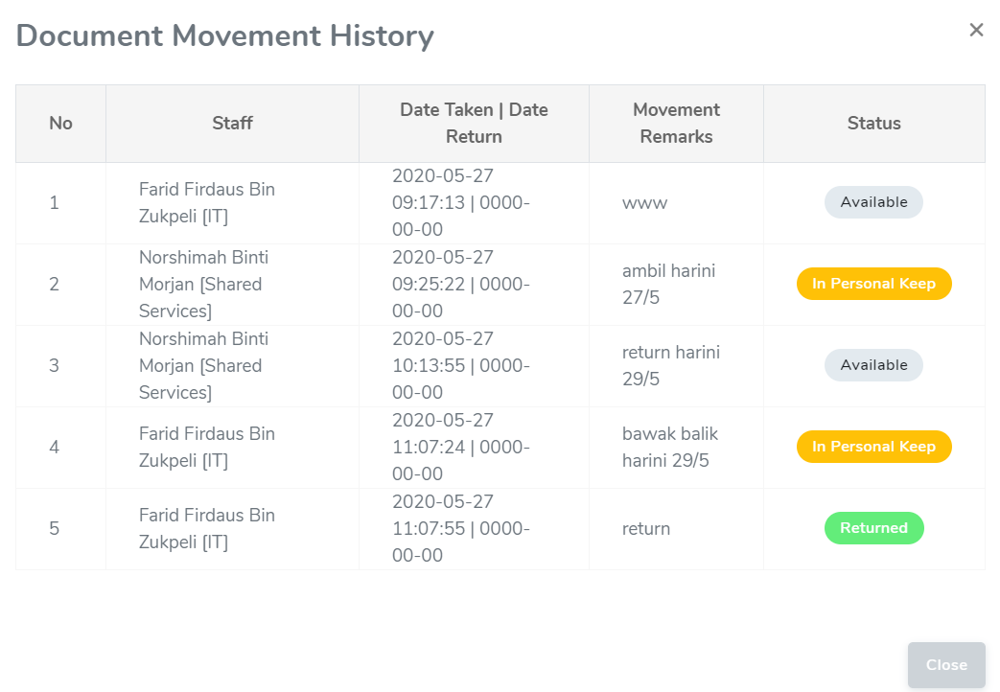 Document Movement History
×
No
Staff
Date Taken | Date
Return
Movement
Remarks
Status
1
Farid Firdaus Bin
Zukpeli [IT]
2020-05-27
09:17:13 | 0000-
00-00
www
Available
2
Norshimah Binti
Morjan [Shared
Services]
2020-05-27
09:25:22 | 0000-
00-00
ambil harini
27/5
In Personal Keep
3
Norshimah Binti
Morjan [Shared
Services]
2020-05-27
10:13:55 | 0000-
00-00
return harini
29/5
Available
4
Farid Firdaus Bin
Zukpeli [IT]
2020-05-27
11:07:24 | 0000-
00-00
bawak balik
harini 29/5
In Personal Keep
5
Farid Firdaus Bin
Zukpeli [IT]
2020-05-27
11:07:55 | 0000-
00-00
return
Returned
Close